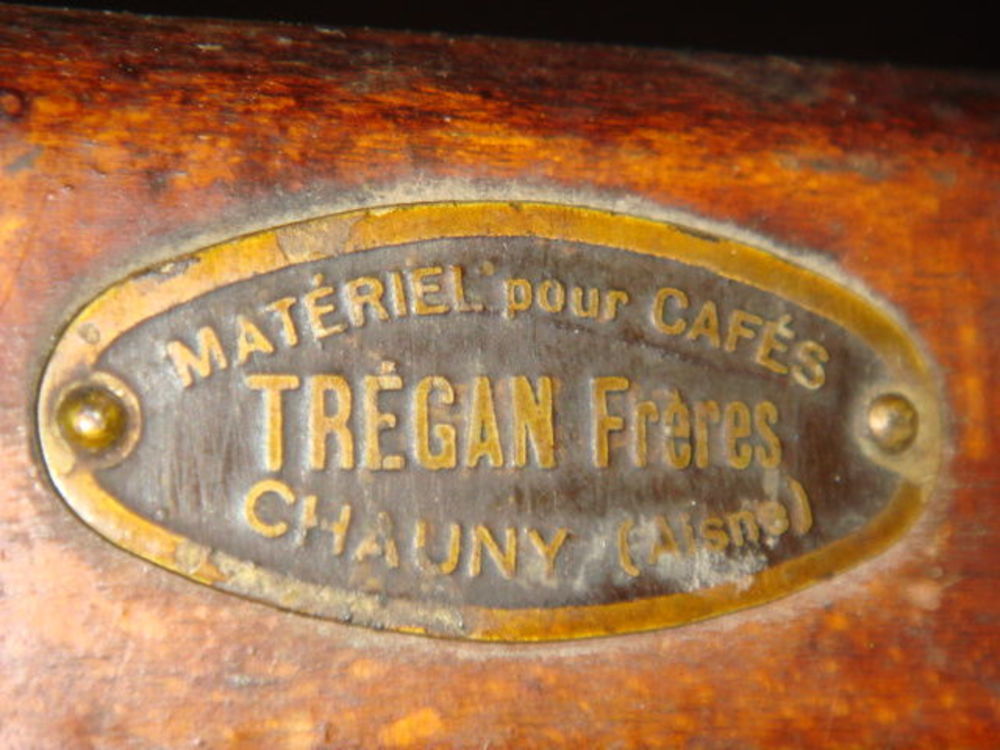 MATÉRIEL pour CAFÉS
TRÉGAN Frères
CHAUNY (Aisne)